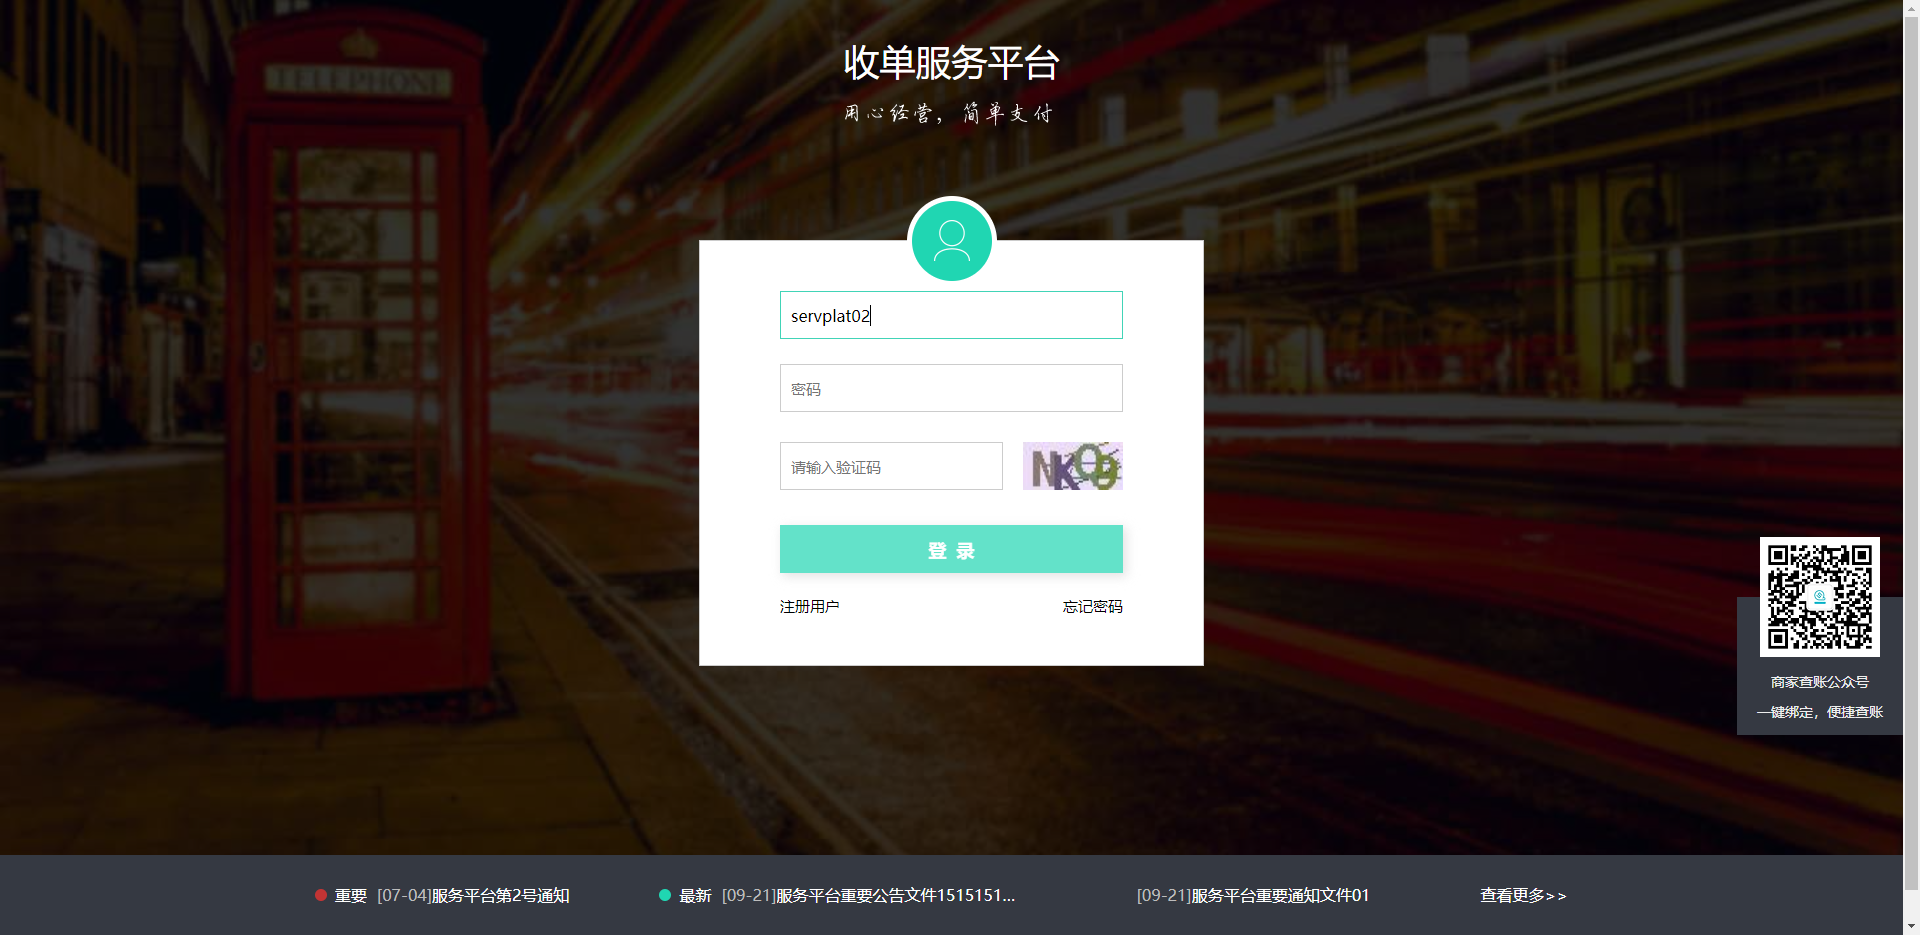 TELEPHONE
收单服务平台
用心经营，简单支付
servplat02
密码
请输入验证码
NKOD
登 录
注册用户
忘记密码
商家查账公众号
一键绑定，便捷查账
重要 [07-04]服务平台第2号通知
最新 [09-21]服务平台重要公告文件1515151...
[09-21]服务平台重要通知文件01
查看更多>>